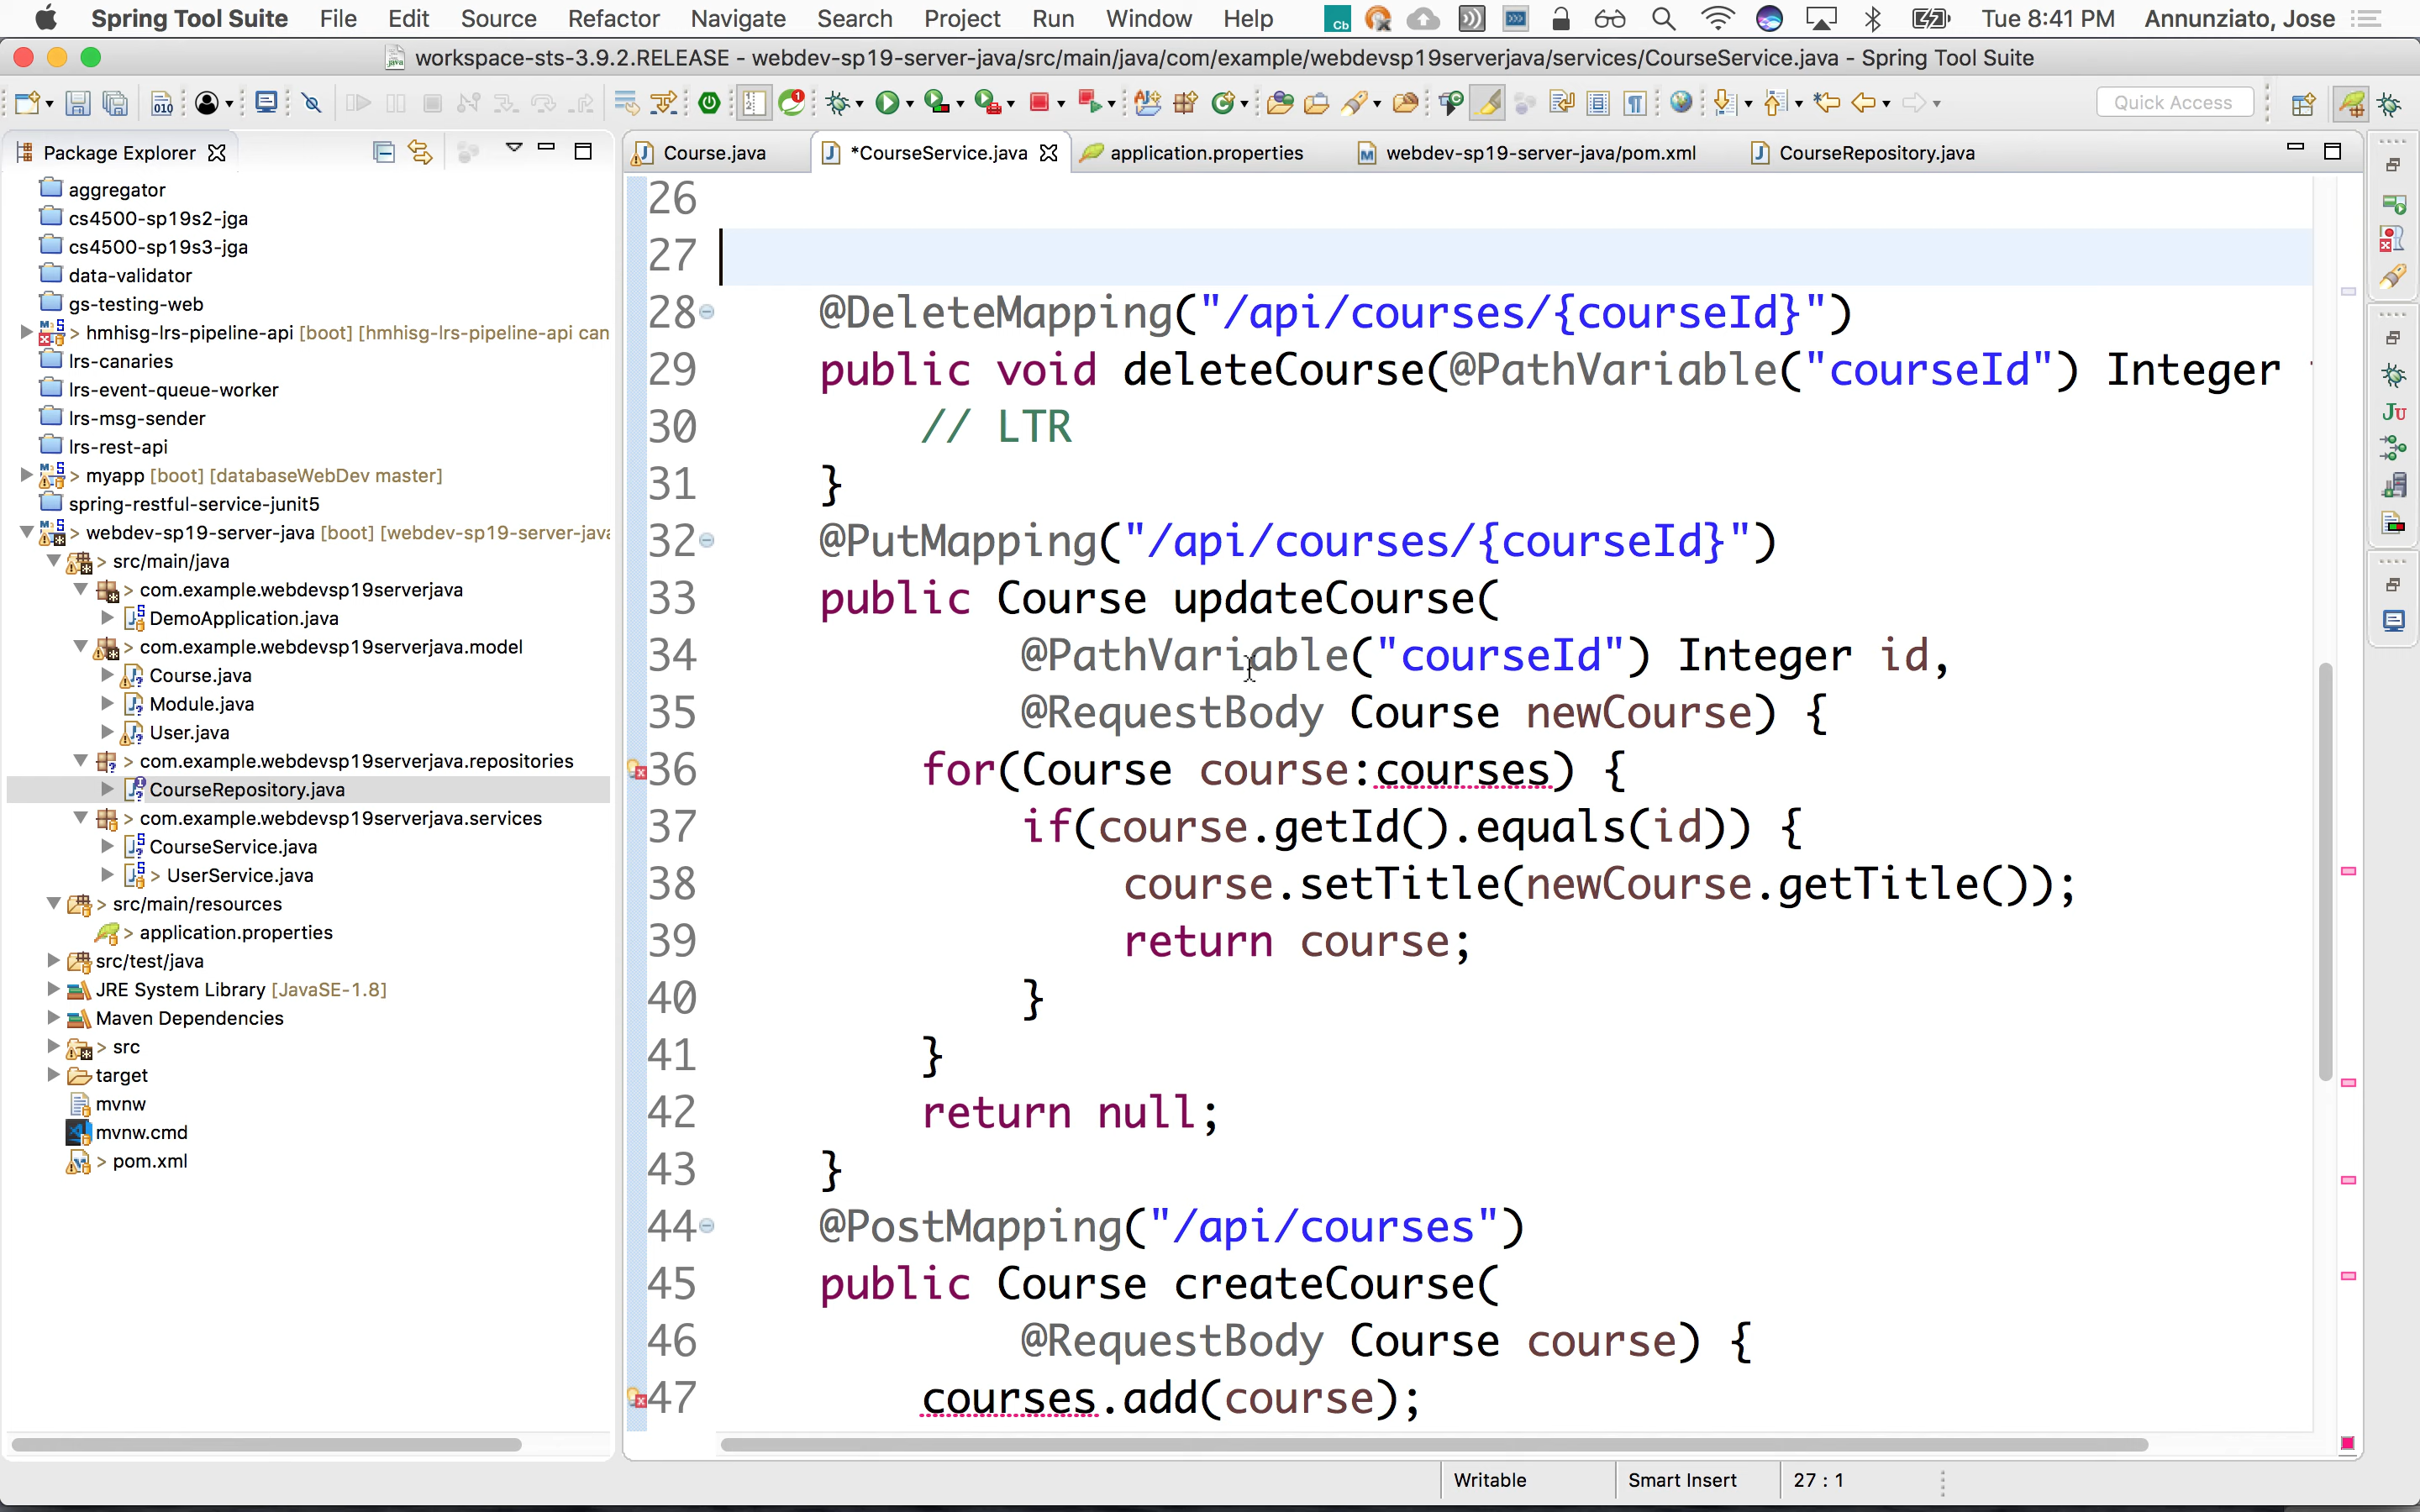 Spring Tool Suite File Edit Source Refactor Navigate Search Project Run Window Help Cb Tue 8:41 PM Annunziato, Jose
workspace-sts-3.9.2.RELEASE - webdev-sp19-server-java/src/main/java/com/example/webdevsp19serverjava/services/CourseService.java - Spring Tool Suite
Quick Access
Package Explorer
Course.java *CourseService.java application.properties webdev-sp19-server-java/pom.xml CourseRepository.java
aggregator
cs4500-sp19s2-jga
cs4500-sp19s3-jga
data-validator
gs-testing-web
> hmhisg-lrs-pipeline-api [boot] [hmhisg-lrs-pipeline-api can
lrs-canaries
lrs-event-queue-worker
lrs-msg-sender
lrs-rest-api
> myapp [boot] [databaseWebDev master]
spring-restful-service-junit5
> webdev-sp19-server-java [boot] [webdev-sp19-server-java
> src/main/java
> com.example.webdevsp19serverjava
DemoApplication.java
> com.example.webdevsp19serverjava.model
Course.java
Module.java
User.java
> com.example.webdevsp19serverjava.repositories
CourseRepository.java
> com.example.webdevsp19serverjava.services
CourseService.java
> UserService.java
> src/main/resources
> application.properties
src/test/java
JRE System Library [JavaSE-1.8]
Maven Dependencies
> src
target
mvnw
mvnw.cmd
> pom.xml
26
27
28 @DeleteMapping("/api/courses/{courseId}")
29 public void deleteCourse(@PathVariable("courseId") Integer
30 // LTR
31 }
32 @PutMapping("/api/courses/{courseId}")
33 public Course updateCourse(
34 @PathVariable("courseId") Integer id,
35 @RequestBody Course newCourse) {
36 for(Course course:courses) {
37 if(course.getId().equals(id)) {
38 course.setTitle(newCourse.getTitle());
39 return course;
40 }
41 }
42 return null;
43 }
44 @PostMapping("/api/courses")
45 public Course createCourse(
46 @RequestBody Course course) {
47 courses.add(course);
Writable Smart Insert 27 : 1